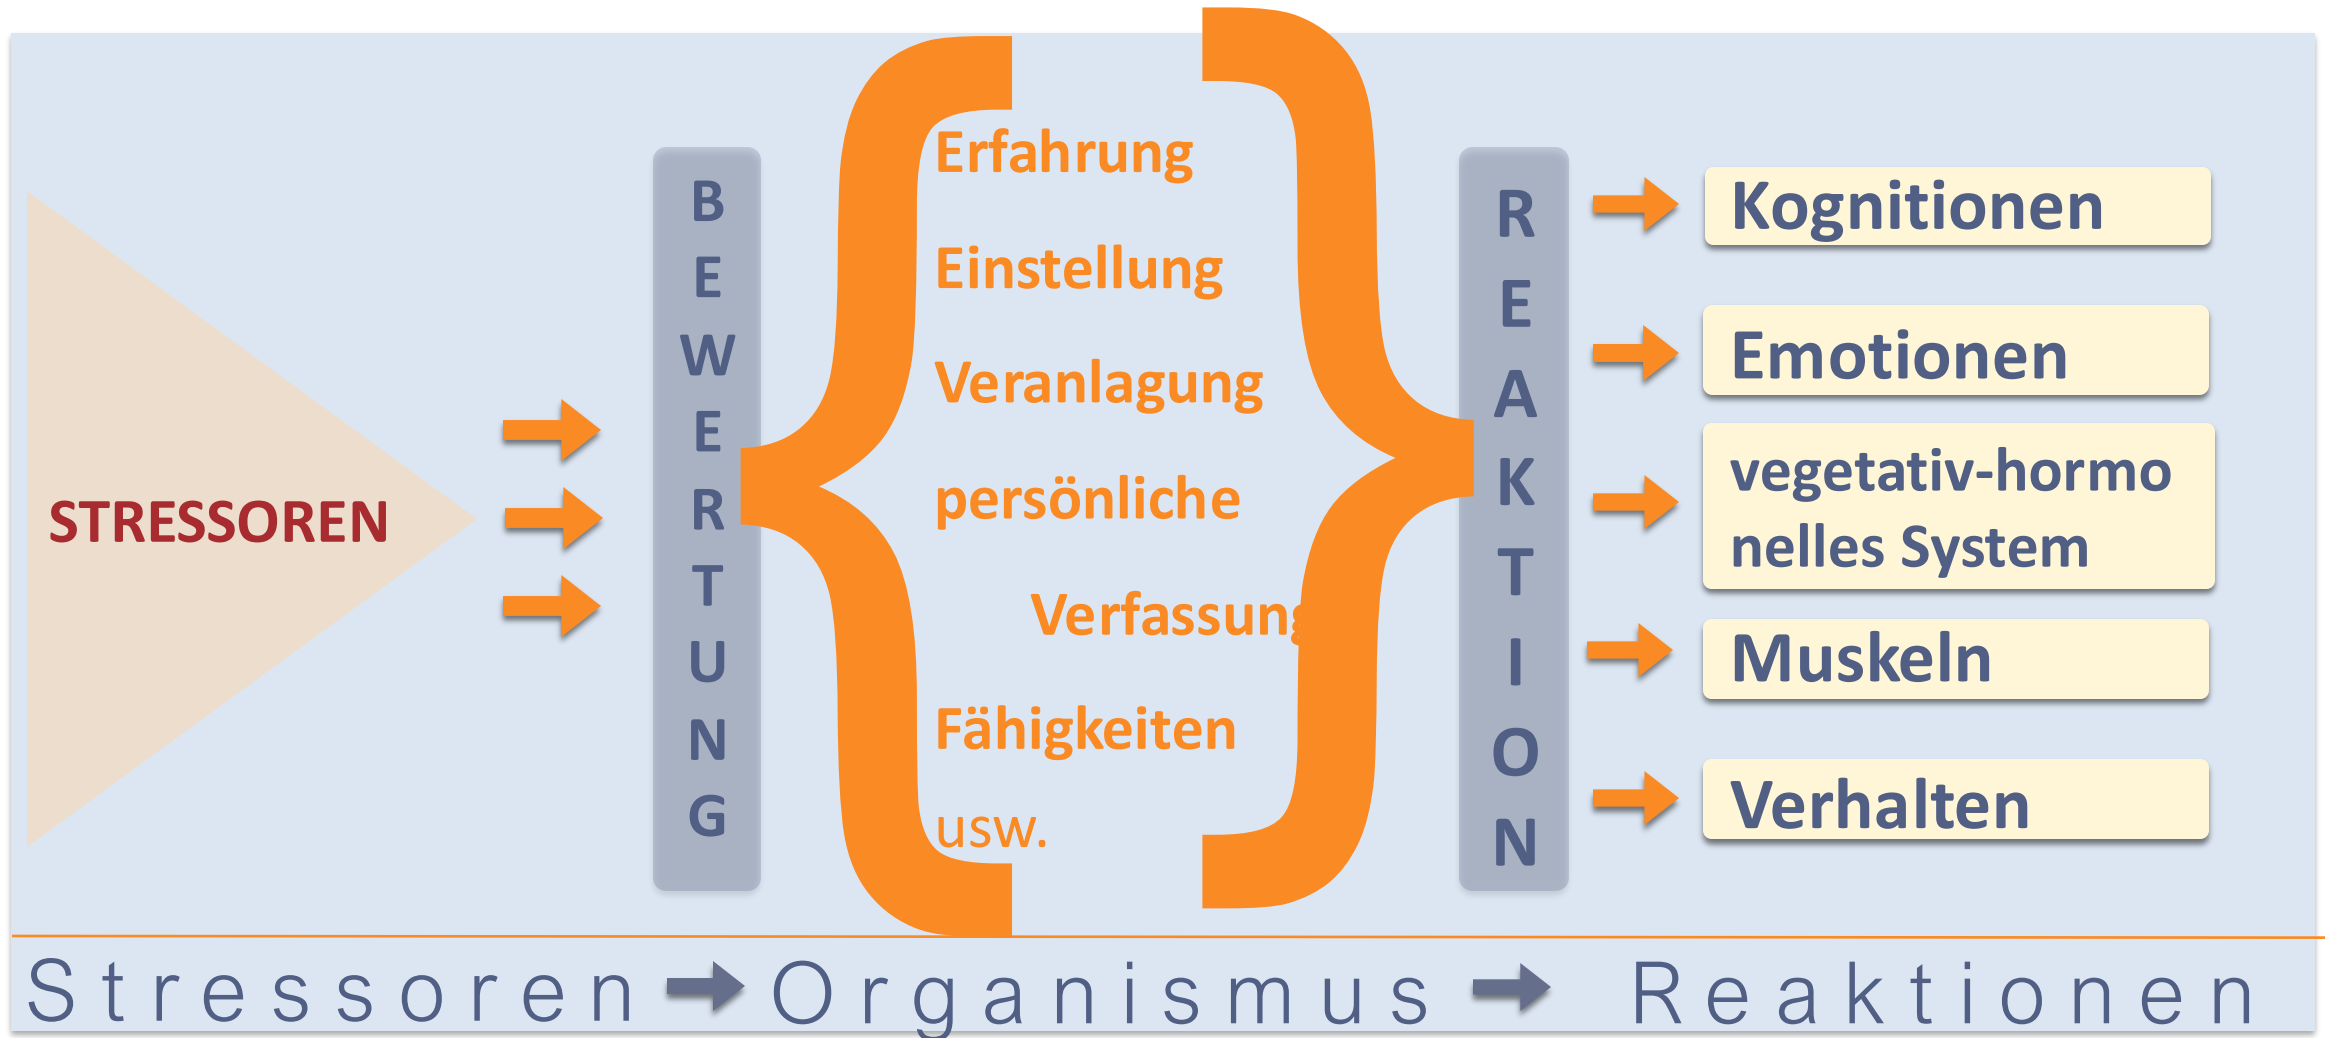 STRESSOREN
BEWERTUNG
Erfahrung
Einstellung
Veranlagung
persönliche
Verfassung
Fähigkeiten
usw.
REAKTION
Kognitionen
Emotionen
vegetativ-hormo
nelles System
Muskeln
Verhalten
Stressoren Organismus Reaktionen